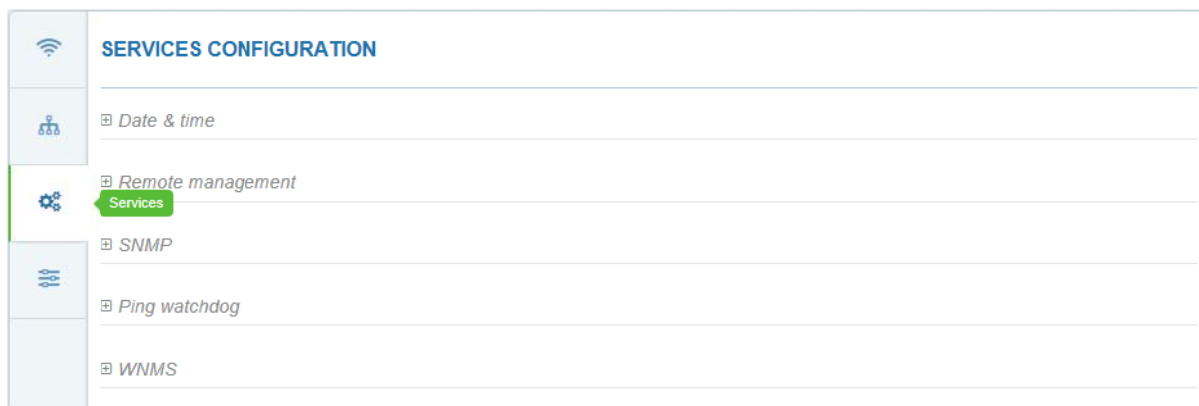 SERVICES CONFIGURATION
Date & time
Remote management
Services
SNMP
Ping watchdog
WNMS